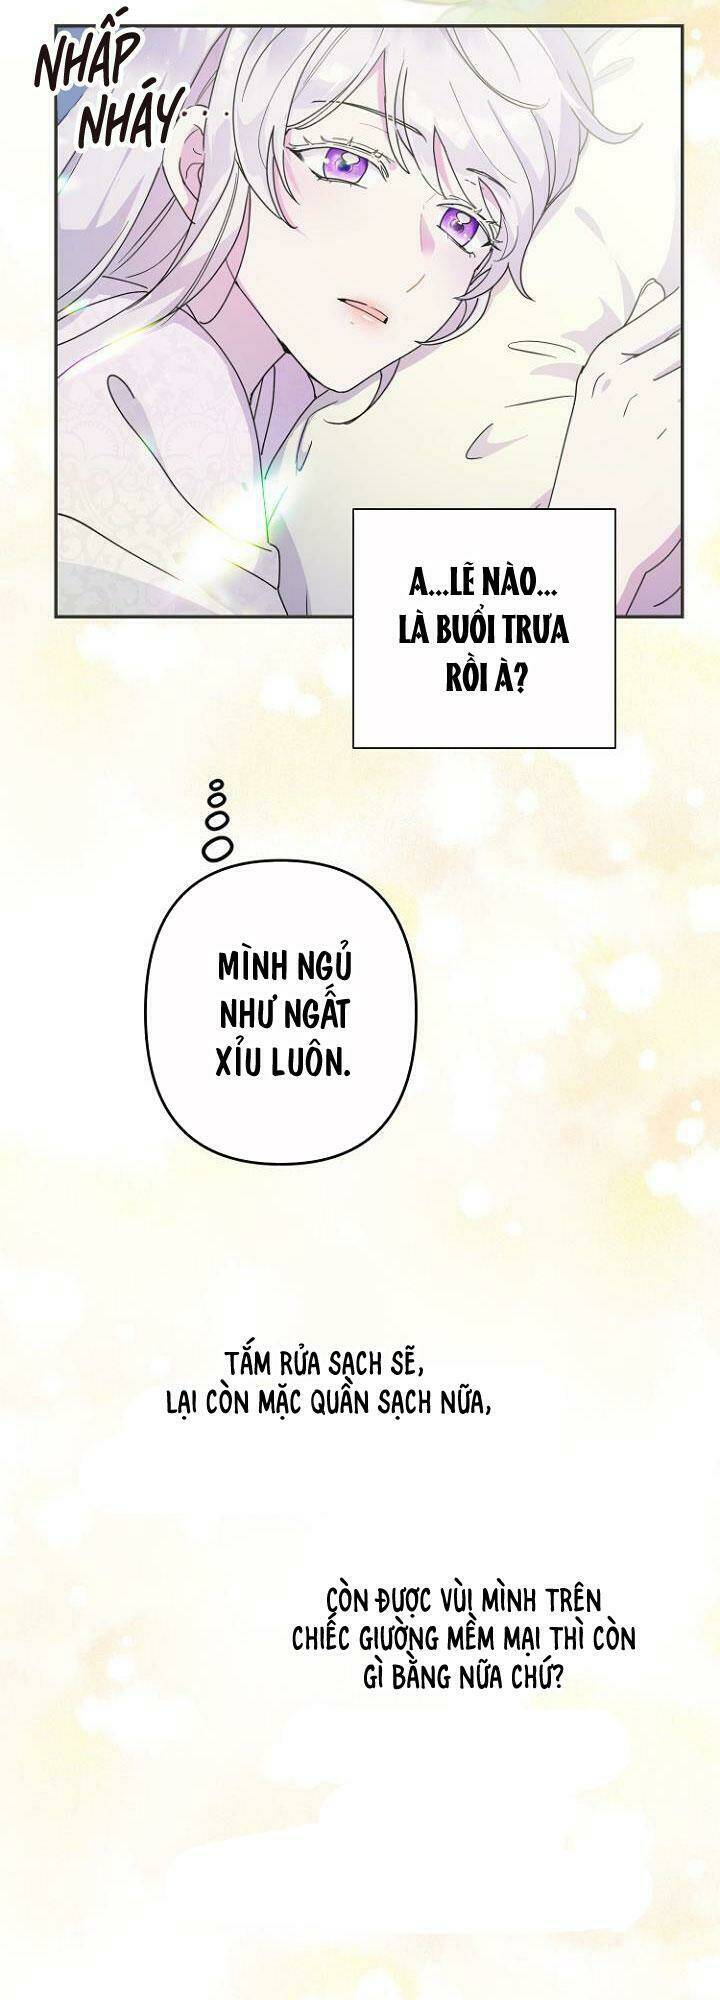 NHẤP
NHÁY....
A...LẼ NÀO...
LÀ BUỔI TRƯA
RỒI À?
MÌNH NGỦ
NHƯ NGẤT
XỈU LUÔN.
TẮM RỬA SẠCH SẼ,
LẠI CÒN MẶC QUẦN SẠCH NỮA,
CÒN ĐƯỢC VÙI MÌNH TRÊN
CHIẾC GIƯỜNG MỀM MẠI THÌ CÒN
GÌ BẰNG NỮA CHỨ?